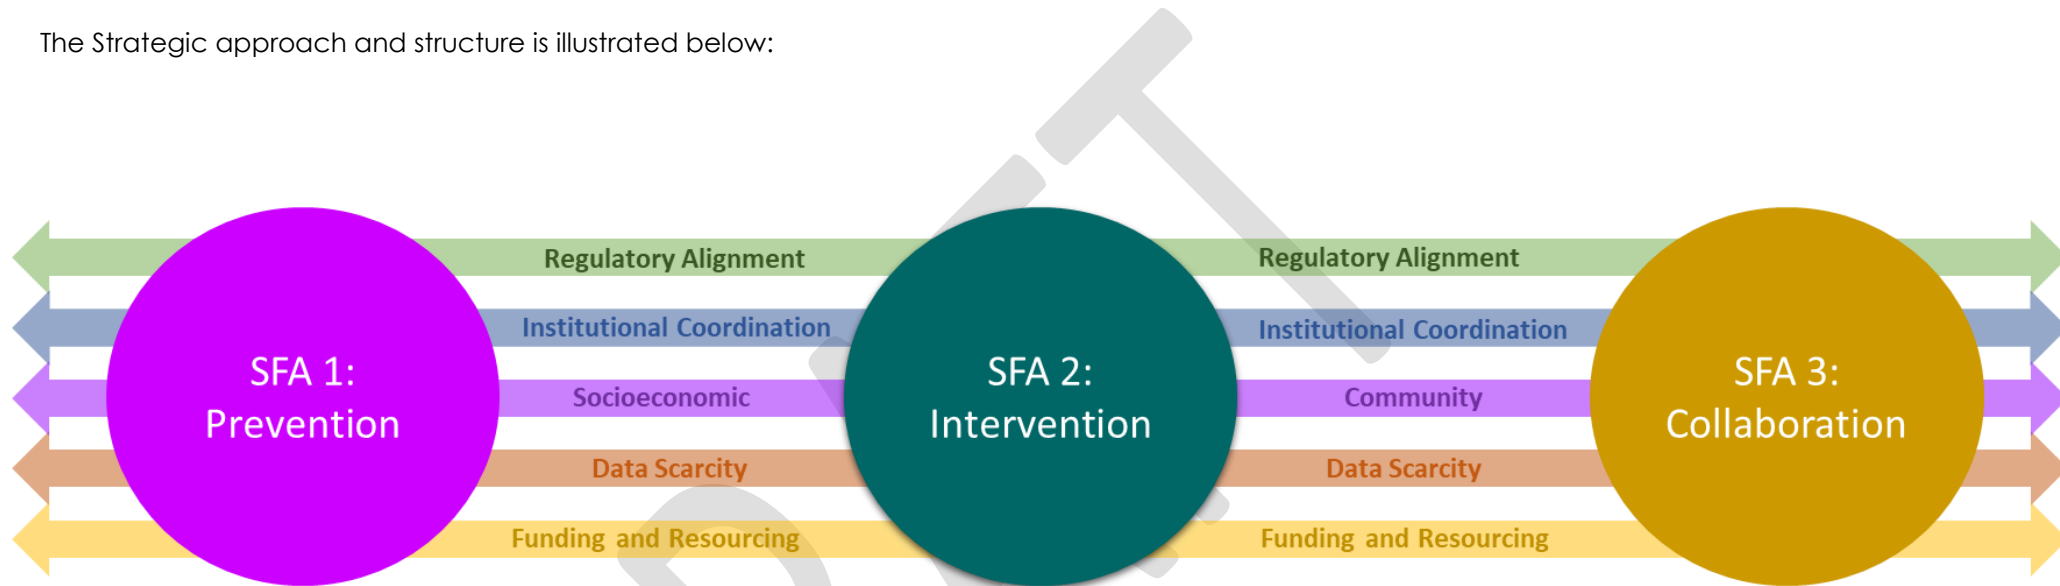 The Strategic approach and structure is illustrated below:
Regulatory Alignment
Regulatory Alignment
Institutional Coordination
Institutional Coordination
SFA 1:
Prevention
SFA 2:
Intervention
SFA 3:
Collaboration
Socioeconomic
Community
Data Scarcity
Data Scarcity
Funding and Resourcing
Funding and Resourcing
DRAFT